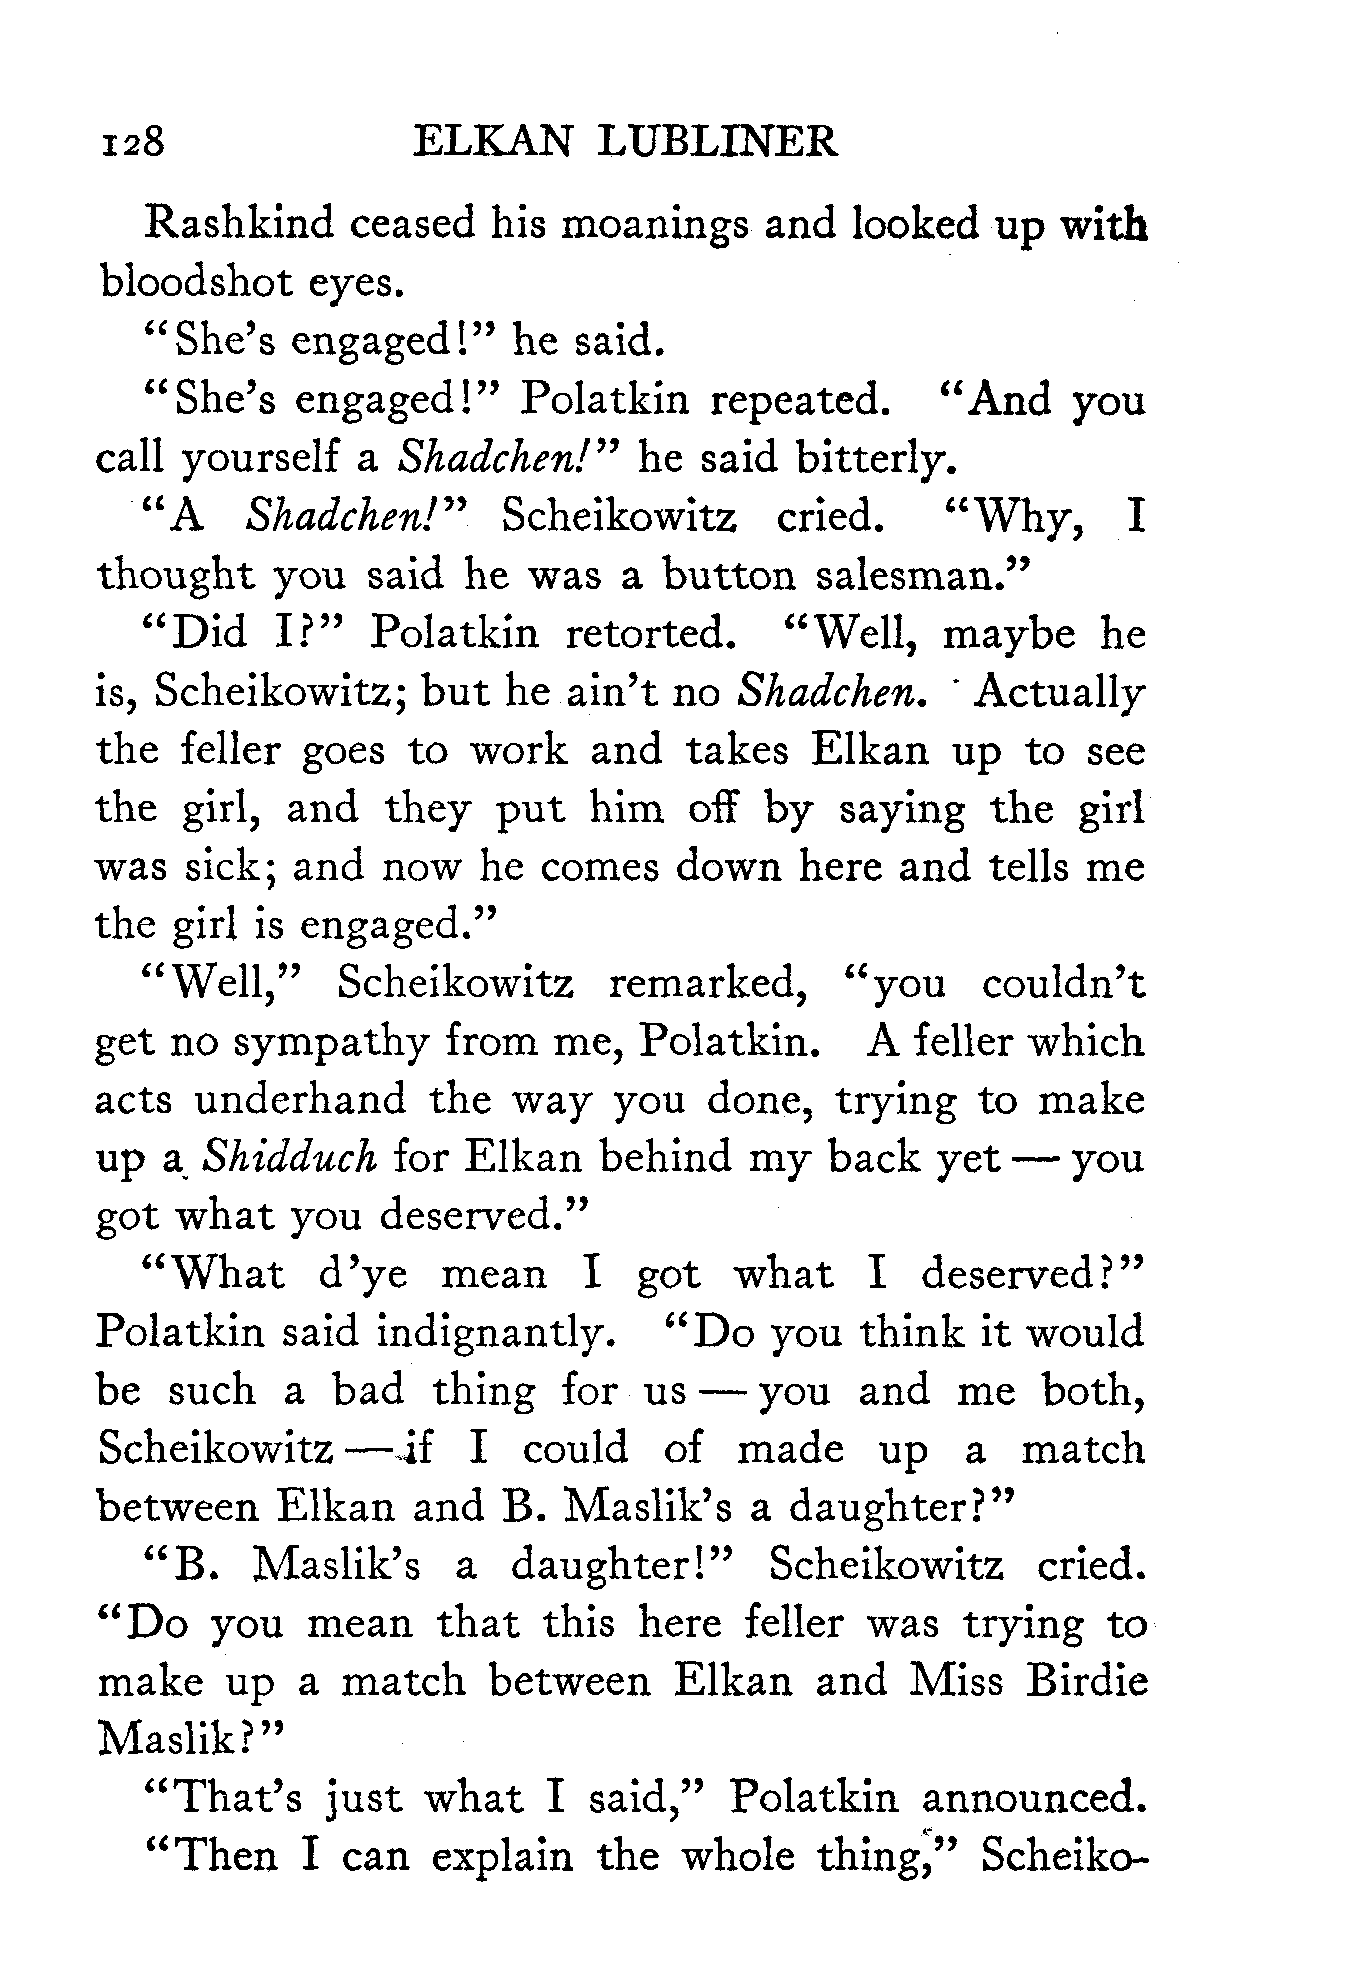 128 ELKAN LUBLINER
Rashkind ceased his moanings and looked up with
bloodshot eyes.
"She's engaged!" he said.
"She's engaged!" Polatkin repeated. "And you
call yourself a Shadchen!" he said bitterly.
"A Shadchen!" Scheikowitz cried. "Why, I
thought you said he was a button salesman."
"Did I?" Polatkin retorted. "Well, maybe he
is, Scheikowitz; but he ain't no Shadchen. Actually
the feller goes to work and takes Elkan up to see
the girl, and they put him off by saying the girl
was sick; and now he comes down here and tells me
the girl is engaged."
"Well," Scheikowitz remarked, "you couldn't
get no sympathy from me, Polatkin. A feller which
acts underhand the way you done, trying to make
up a Shidduch for Elkan behind my back yet — you
got what you deserved."
"What d'ye mean I got what I deserved?"
Polatkin said indignantly. "Do you think it would
be such a bad thing for us — you and me both,
Scheikowitz — if I could of made up a match
between Elkan and B. Maslik's a daughter?"
"B. Maslik's a daughter!" Scheikowitz cried.
"Do you mean that this here feller was trying to
make up a match between Elkan and Miss Birdie
Maslik?"
"That's just what I said," Polatkin announced.
"Then I can explain the whole thing," Scheiko-